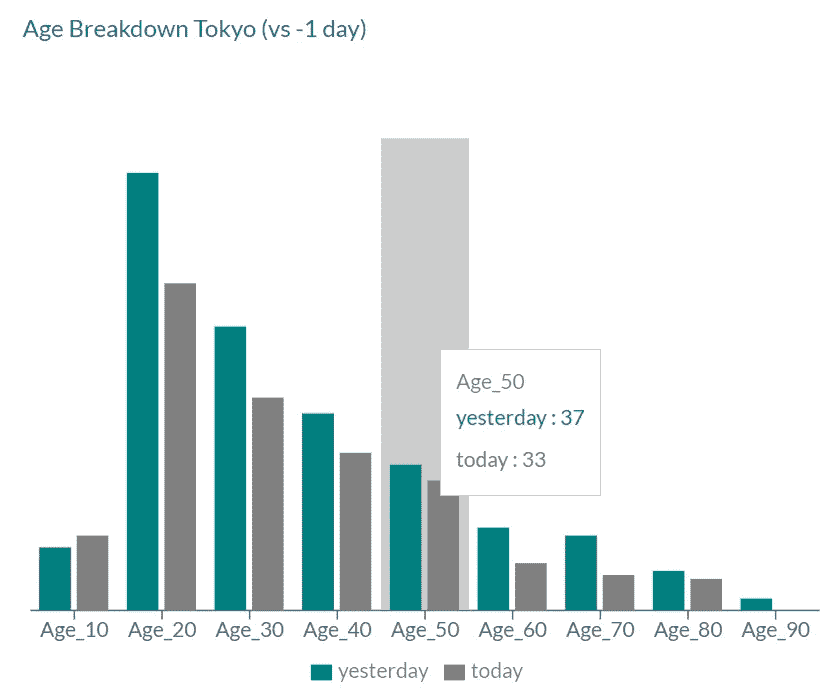 Age Breakdown Tokyo (vs -1 day)
Age_50
yesterday : 37
today : 33
Age_10 Age_20 Age_30 Age_40 Age_50 Age_60 Age_70 Age_80 Age_90
yesterday today